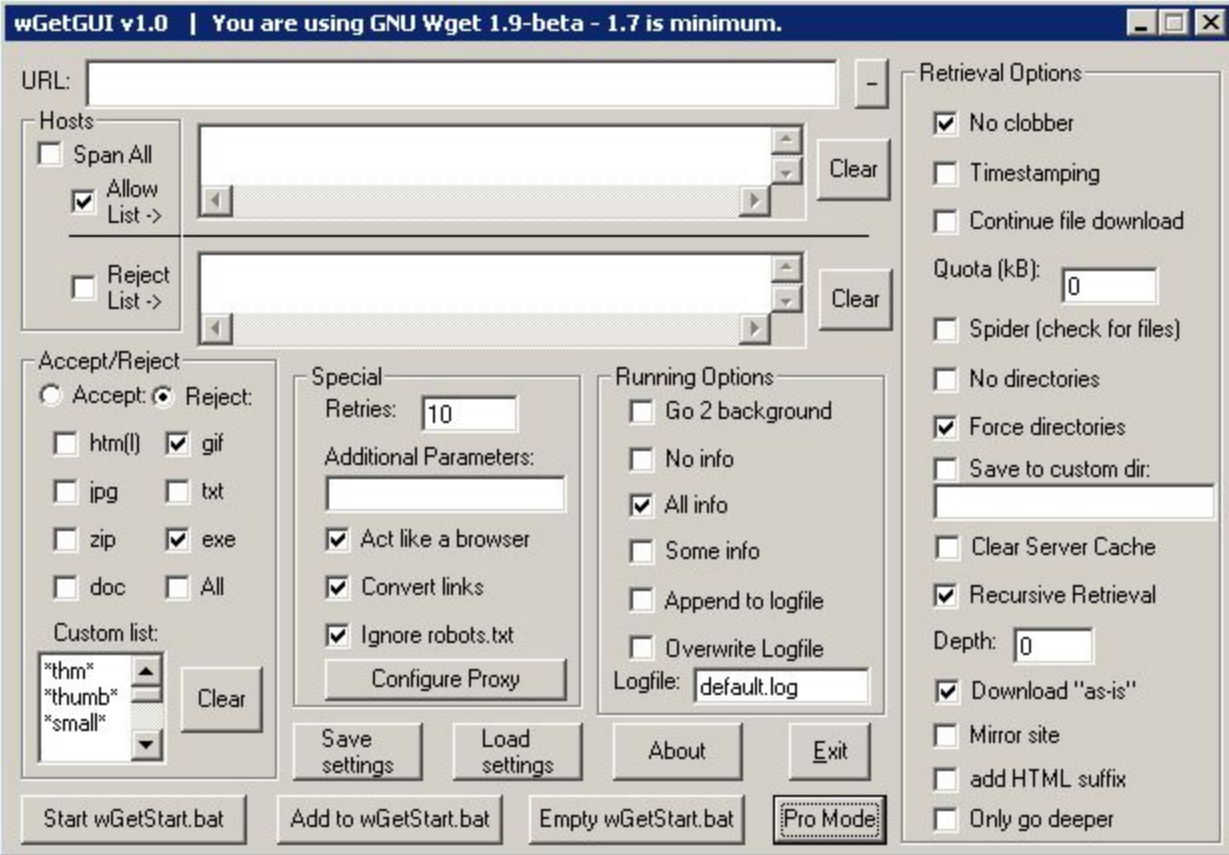 wGetGUI v1.0 | You are using GNU Wget 1.9-beta - 1.7 is minimum.
URL:
-
Hosts
Span All
Allow
List ->
Clear
Reject
List ->
Clear
Accept/Reject
Accept: Reject:
htm(l) gif
jpg txt
zip exe
doc All
Custom list:
*thm*
*thumb*
*small*
Clear
Special
Retries: 10
Additional Parameters:
Act like a browser
Convert links
Ignore robots.txt
Configure Proxy
Running Options
Go 2 background
No info
All info
Some info
Append to logfile
Overwrite Logfile
Logfile: default.log
Save
settings
Load
settings
About
Exit
Start wGetStart.bat
Add to wGetStart.bat
Empty wGetStart.bat
Pro Mode
Retrieval Options
No clobber
Timestamping
Continue file download
Quota (kB): 0
Spider (check for files)
No directories
Force directories
Save to custom dir:
Clear Server Cache
Recursive Retrieval
Depth: 0
Download "as-is"
Mirror site
add HTML suffix
Only go deeper